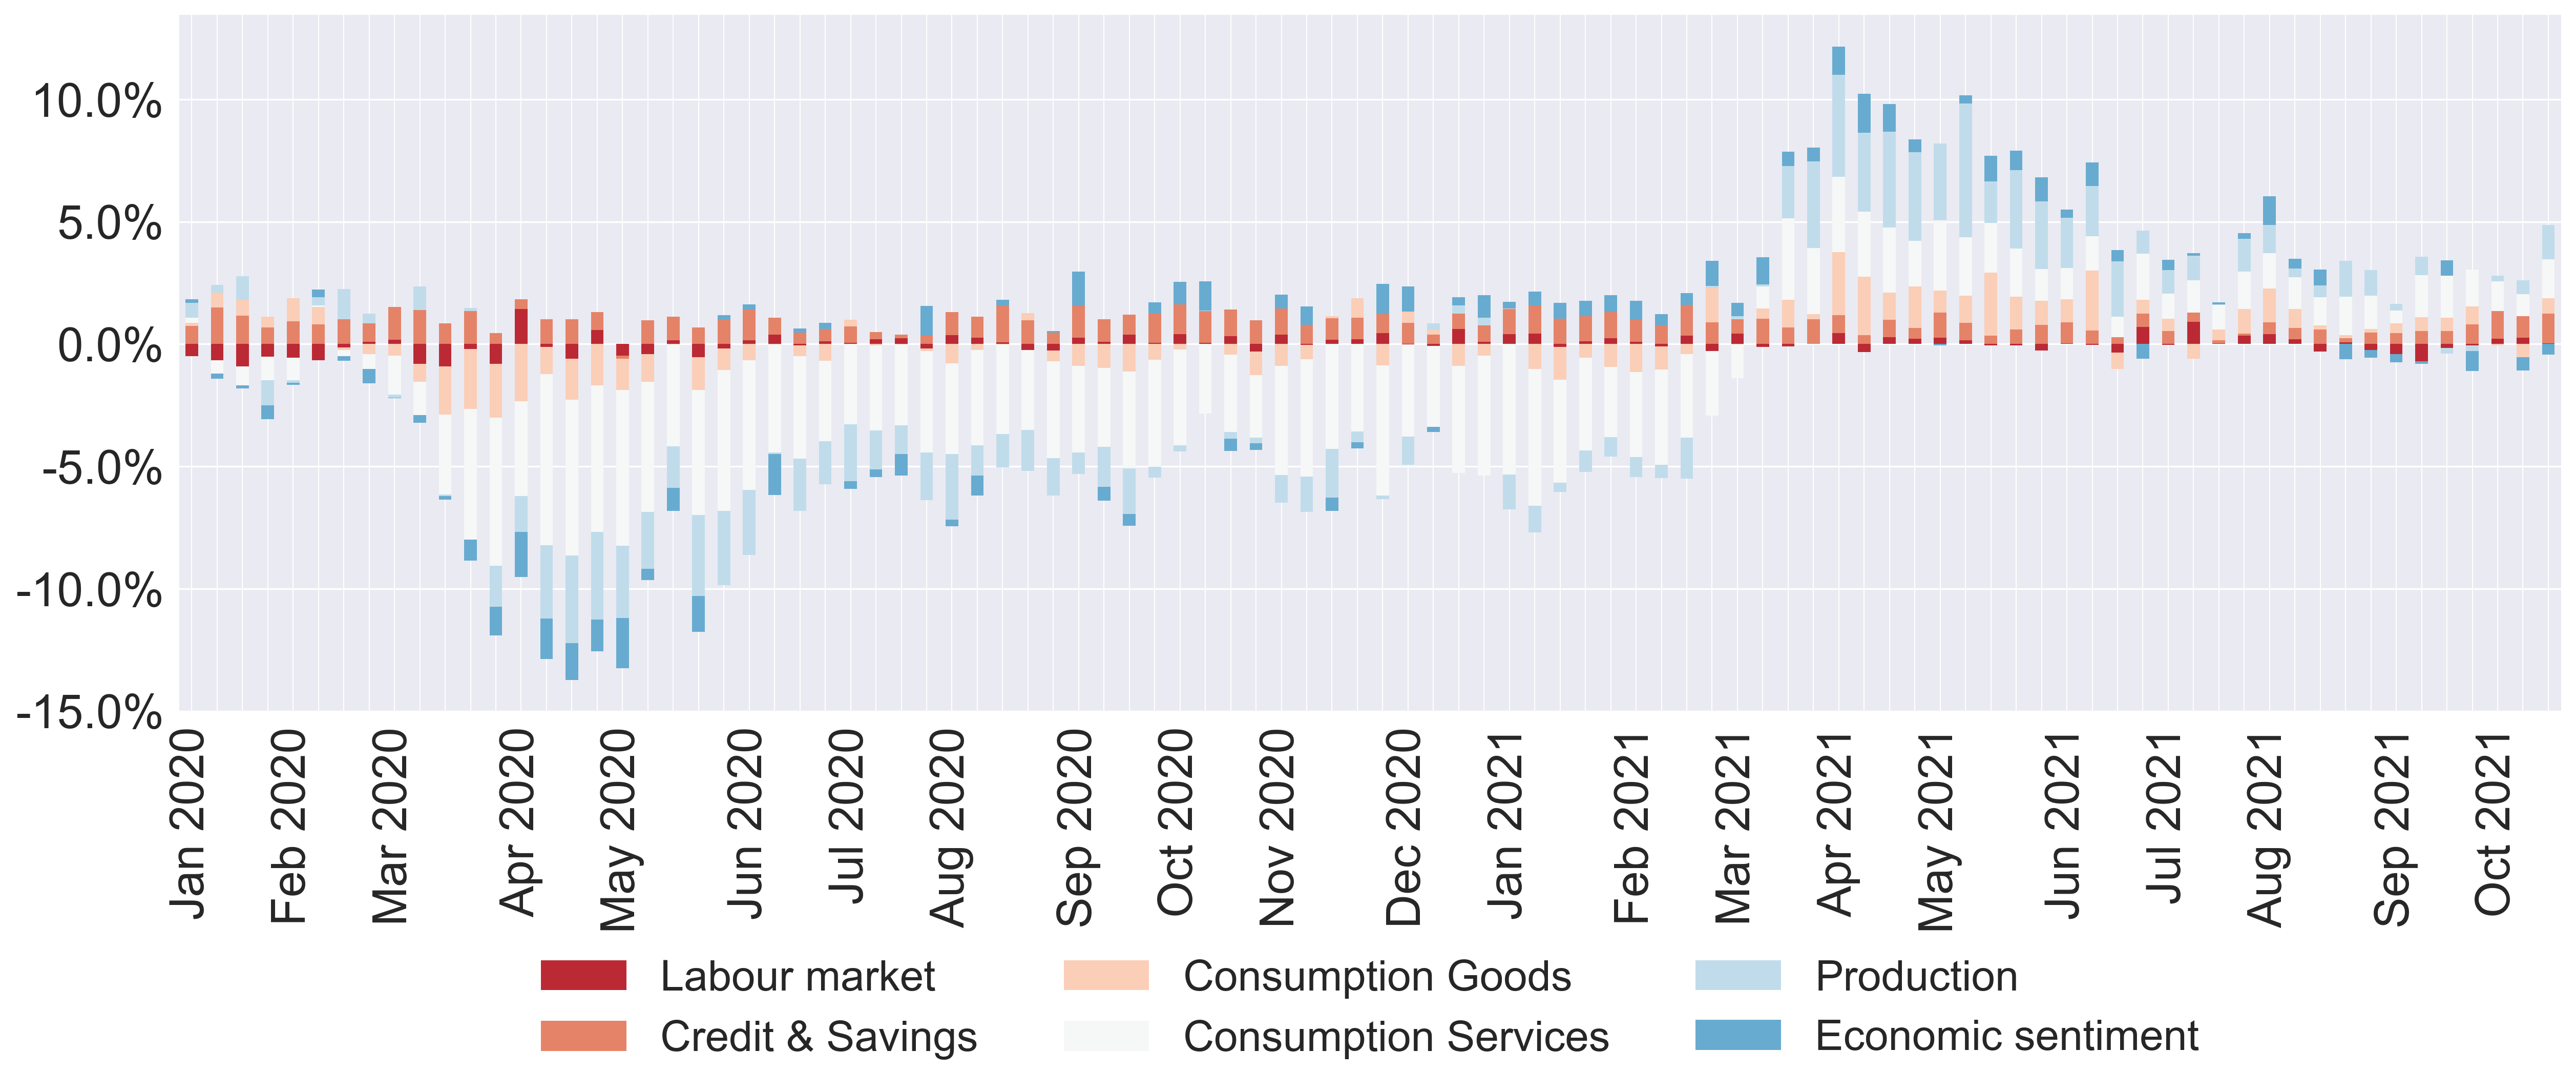 10.0%
5.0%
0.0%
-5.0%
-10.0%
-15.0%
Jan 2020
Feb 2020
Mar 2020
Apr 2020
May 2020
Jun 2020
Jul 2020
Aug 2020
Sep 2020
Oct 2020
Nov 2020
Dec 2020
Jan 2021
Feb 2021
Mar 2021
Apr 2021
May 2021
Jun 2021
Jul 2021
Aug 2021
Sep 2021
Oct 2021
Labour market
Consumption Goods
Production
Credit & Savings
Consumption Services
Economic sentiment